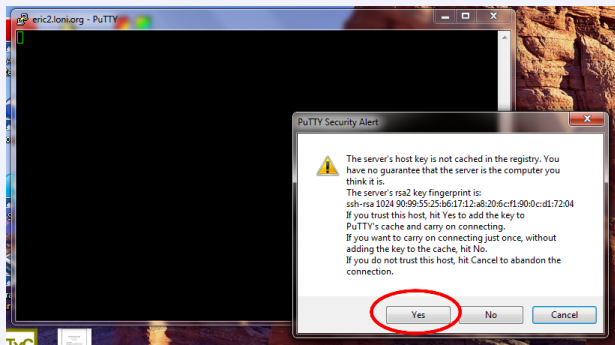 eric2.loni.org - PuTTY
PuTTY Security Alert
The server's host key is not cached in the registry. You
have no guarantee that the server is the computer you
think it is.
The server's rsa2 key fingerprint is:
ssh-rsa 1024 90:99:55:25:b6:17:12:a8:20:6c:f1:90:0c:d1:72:04
If you trust this host, hit Yes to add the key to
PuTTY's cache and carry on connecting.
If you want to carry on connecting just once, without
adding the key to the cache, hit No.
If you do not trust this host, hit Cancel to abandon the
connection.
Yes No Cancel